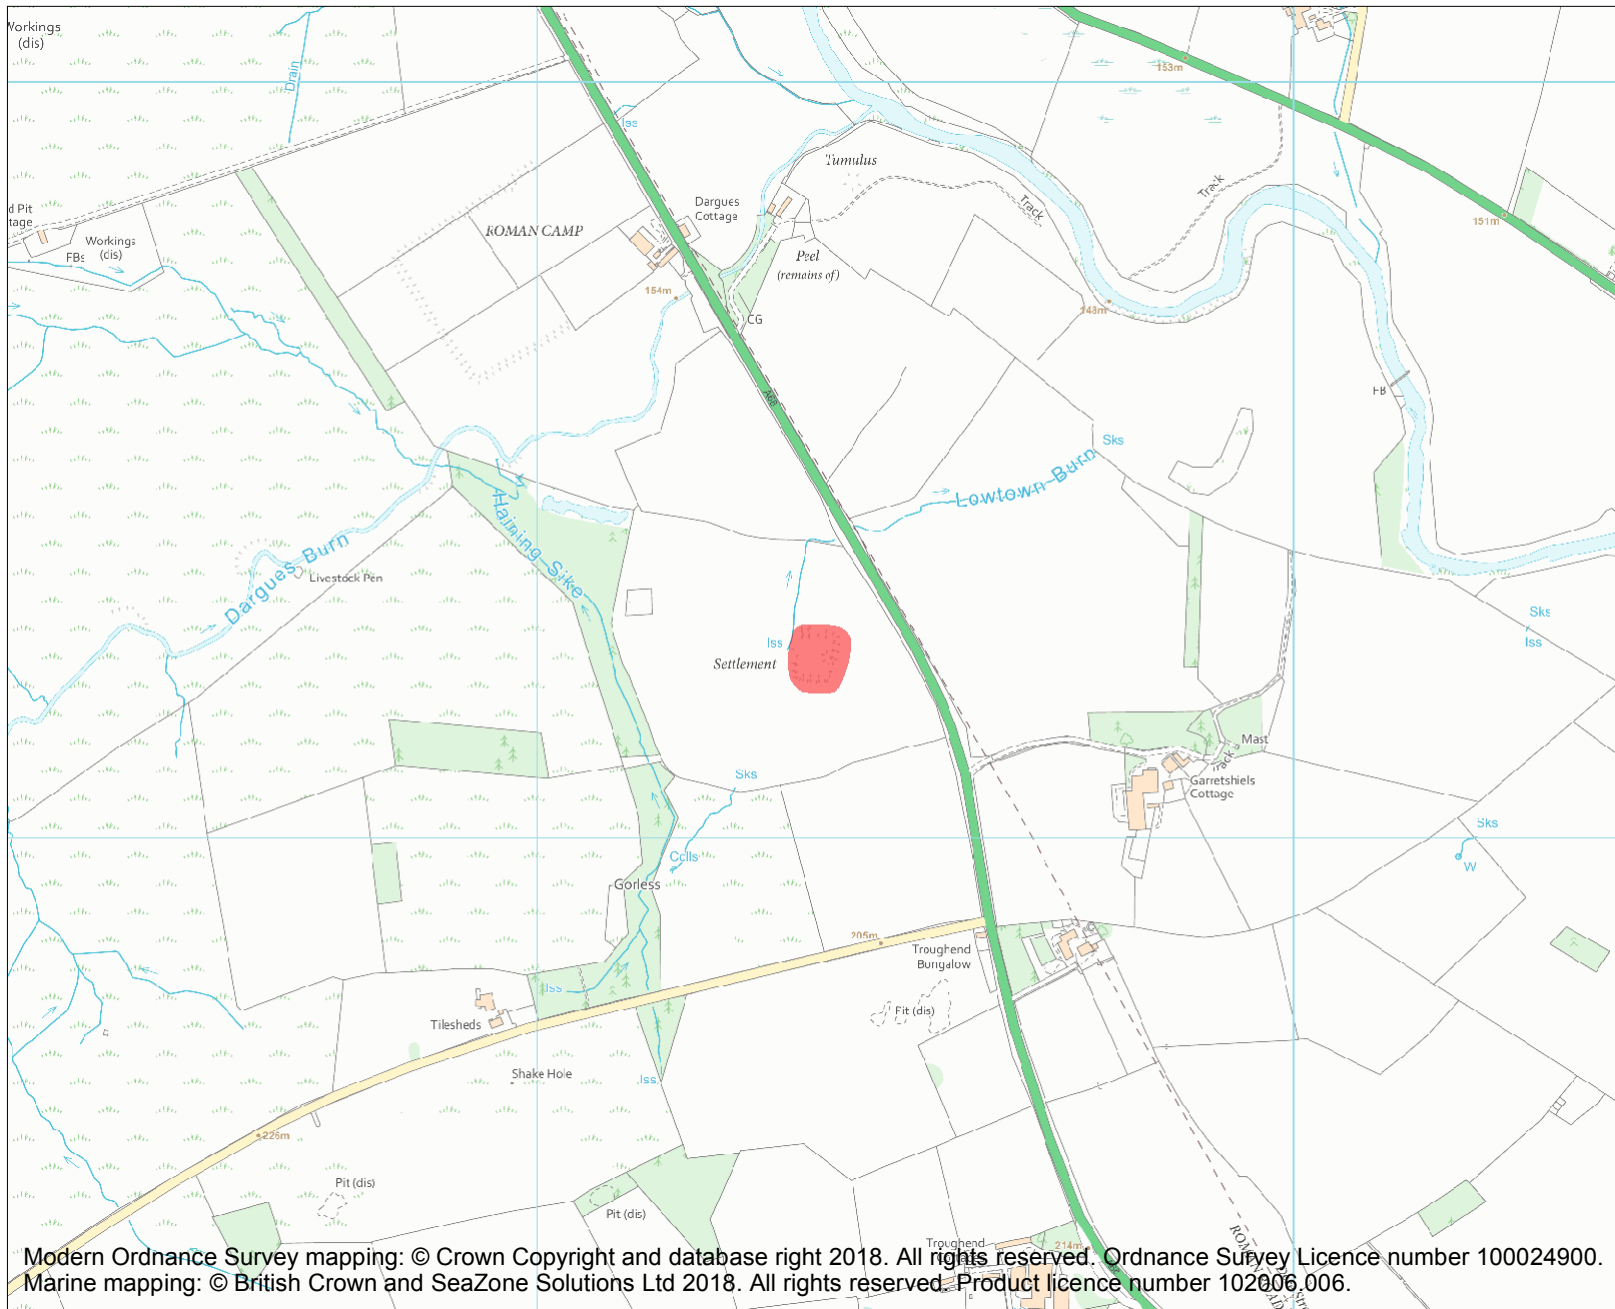 Workings
(dis)
Drain
153m
Iss
Tumulus
Track
Track
d Pit
tage
Workings
(dis)
FBs
ROMAN CAMP
Dargues
Cottage
151m
Peel
(remains of)
154m
CG
148m
A68
FB
Sks
Lowtown Burn
Haining Sike
Dargues Burn
Livestock Pen
Sks
Iss
Iss
Settlement
Mast
Track
Garretshiels
Cottage
Sks
Sks
W
Colls
Gorless
205m
Troughend
Bungalow
Iss
Tilesheds
Pit (dis)
Shake Hole
Iss
226m
Pit (dis)
Pit (dis)
Troughend
214m
Modern Ordnance Survey mapping: © Crown Copyright and database right 2018. All rights reserved. Ordnance Survey Licence number 100024900.
Marine mapping: © British Crown and SeaZone Solutions Ltd 2018. All rights reserved. Product licence number 102006.006.